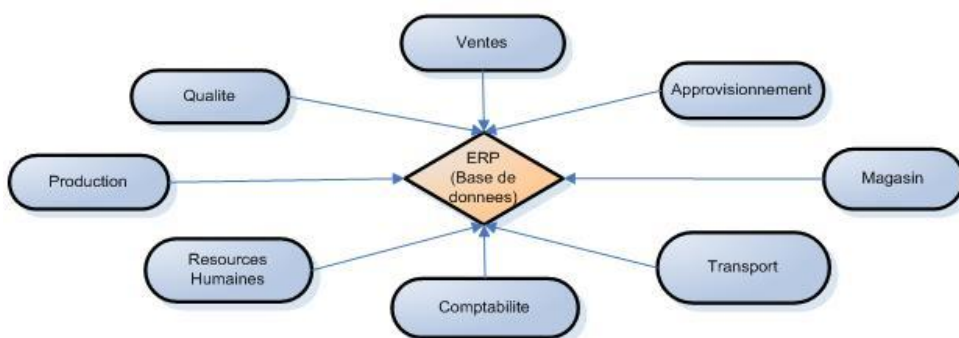 Ventes
Qualite
Approvisionnement
ERP
(Base de
donnees)
Production
Magasin
Resources
Humaines
Transport
Comptabilite